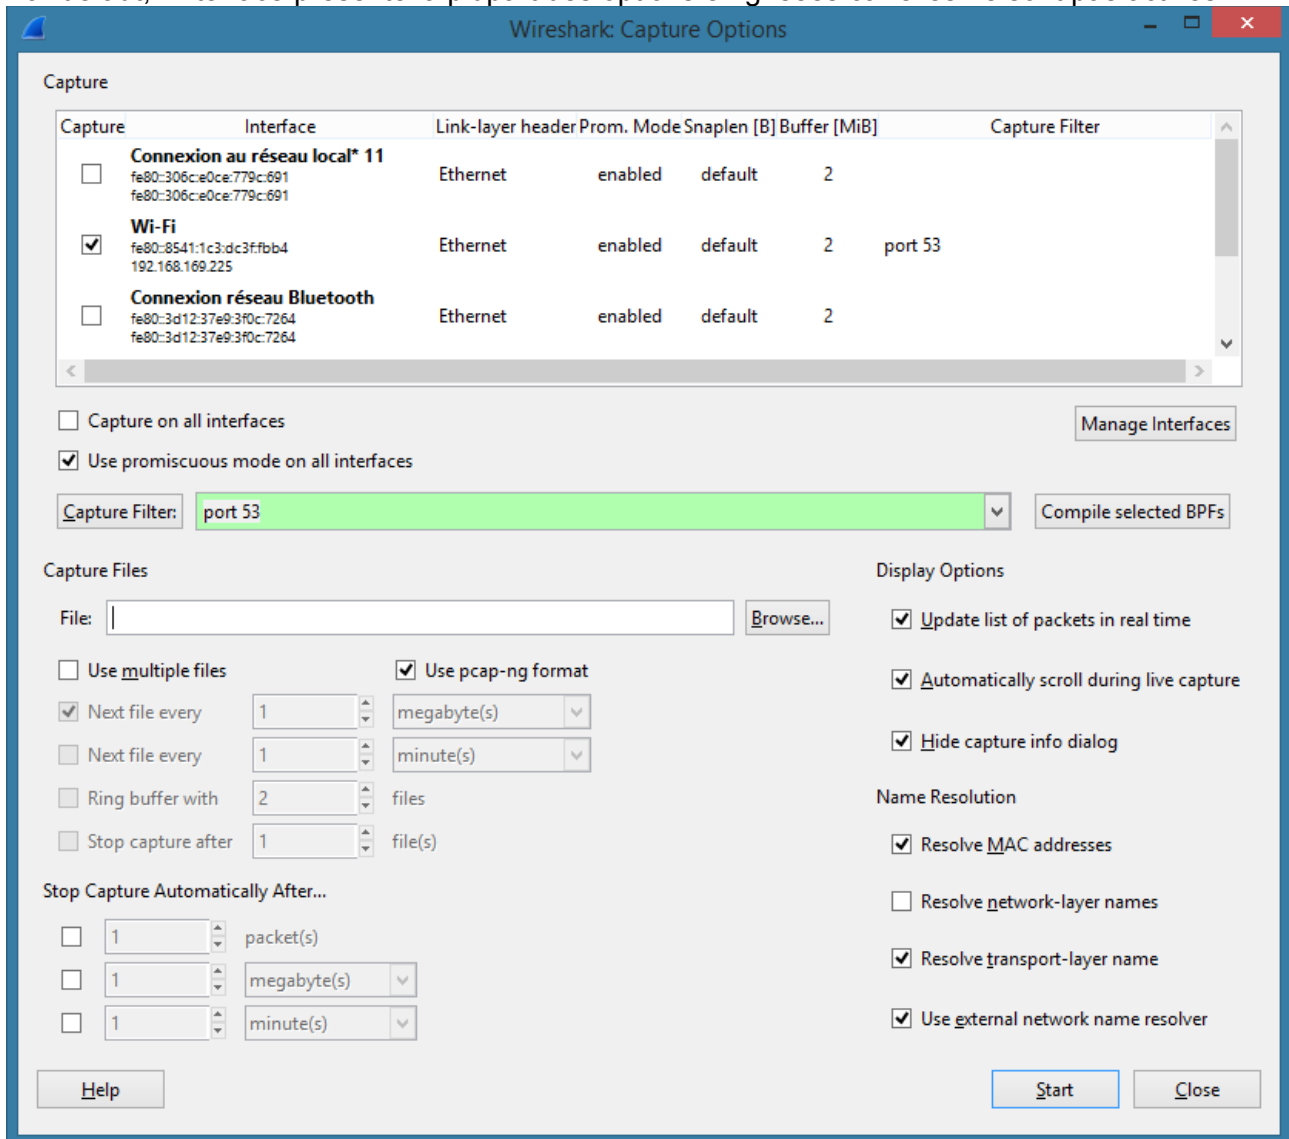 Wireshark: Capture Options
Capture
Capture Interface Link-layer header Prom. Mode Snaplen [B] Buffer [MiB] Capture Filter
Connexion au réseau local* 11
fe80::306c:e0ce:779c:691
fe80::306c:e0ce:779c:691
Ethernet enabled default 2
Wi-Fi
fe80::8541:1c3:dc3f:fbb4
192.168.169.225
Ethernet enabled default 2 port 53
Connexion réseau Bluetooth
fe80::3d12:37e9:3f0c:7264
fe80::3d12:37e9:3f0c:7264
Ethernet enabled default 2
Capture on all interfaces
Manage Interfaces
Use promiscuous mode on all interfaces
Capture Filter: port 53 Compile selected BPFs
Capture Files
File: Browse...
Use multiple files Use pcap-ng format
Next file every 1 megabyte(s)
Next file every 1 minute(s)
Ring buffer with 2 files
Stop capture after 1 file(s)
Stop Capture Automatically After...
1 packet(s)
1 megabyte(s)
1 minute(s)
Display Options
Update list of packets in real time
Automatically scroll during live capture
Hide capture info dialog
Name Resolution
Resolve MAC addresses
Resolve network-layer names
Resolve transport-layer name
Use external network name resolver
Help Start Close